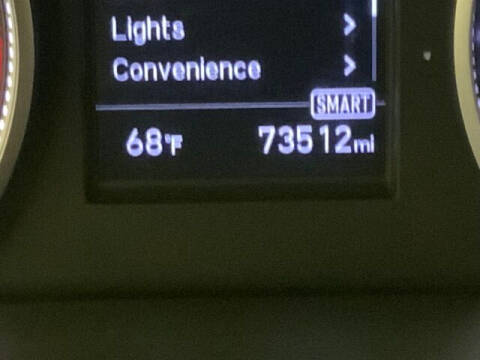 Lights >
Convenience >
SMART
68°F 73512mi